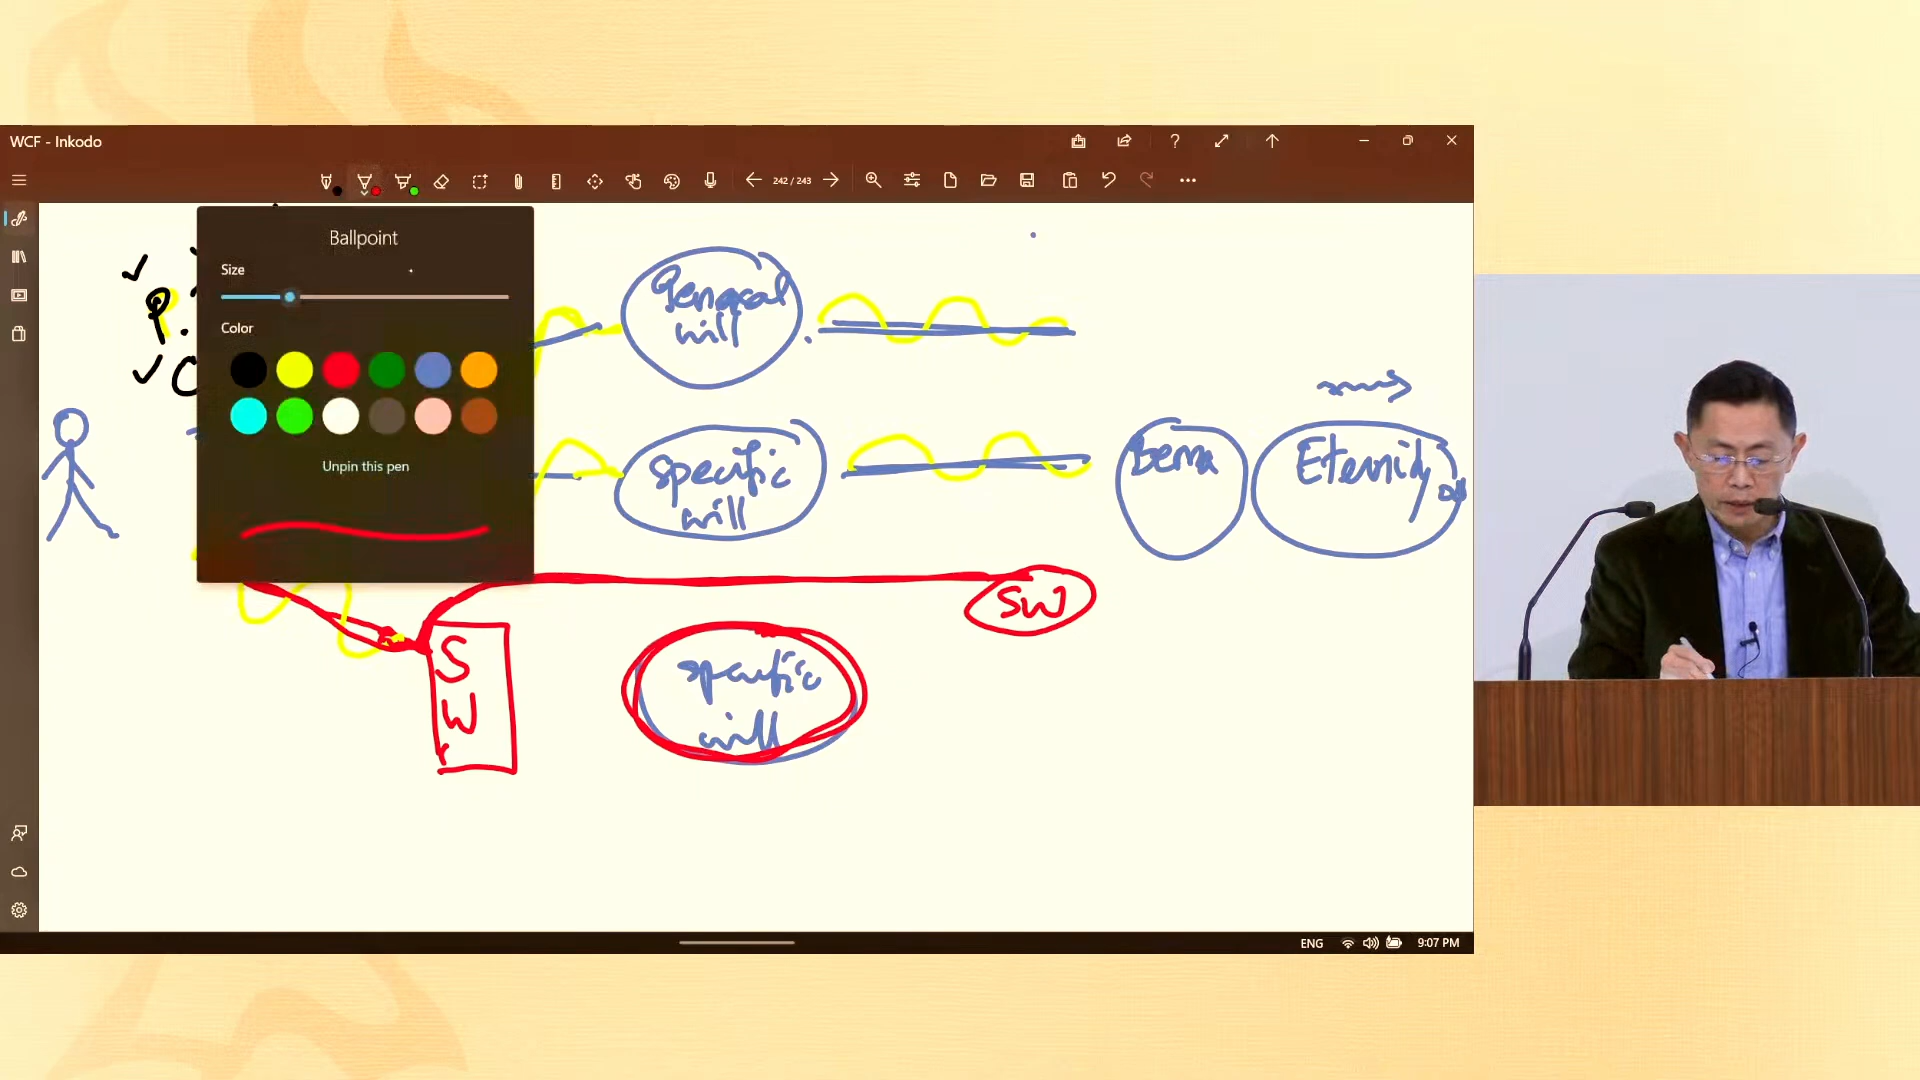 WCF - Inkodo
242 / 243
Ballpoint
Size
Color
Unpin this pen
P.
General
will
specific
will
bema
Eternity
SW
S
W
specific
will
ENG
9:07 PM